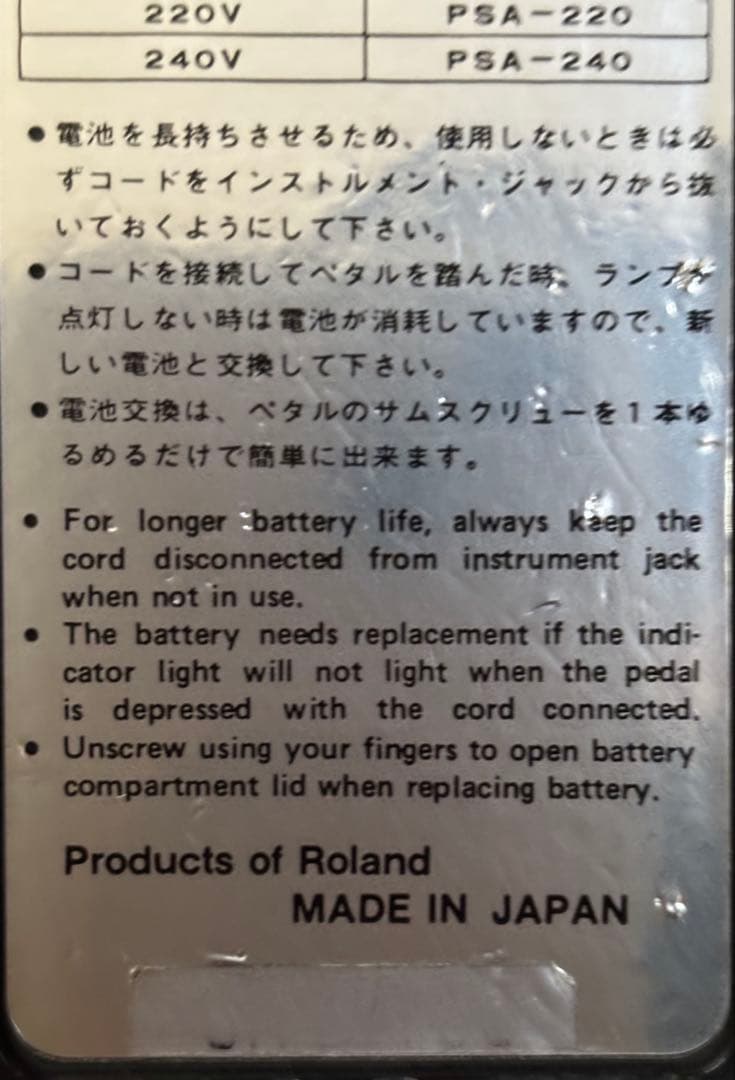 220V PSA-220
240V PSA-240
● 電池を長持ちさせるため、使用しないときは必
ずコードをインストルメント・ジャックから抜
いておくようにして下さい。
● コードを接続してペタルを踏んだ時、ランプが
点灯しない時は電池が消耗していますので、新
しい電池と交換して下さい。
● 電池交換は、ペタルのサムスクリューを1本ゆ
るめるだけで簡単に出来ます。
● For longer battery life, always keep the
cord disconnected from instrument jack
when not in use.
● The battery needs replacement if the indi-
cator light will not light when the pedal
is depressed with the cord connected.
● Unscrew using your fingers to open battery
compartment lid when replacing battery.
Products of Roland
MADE IN JAPAN